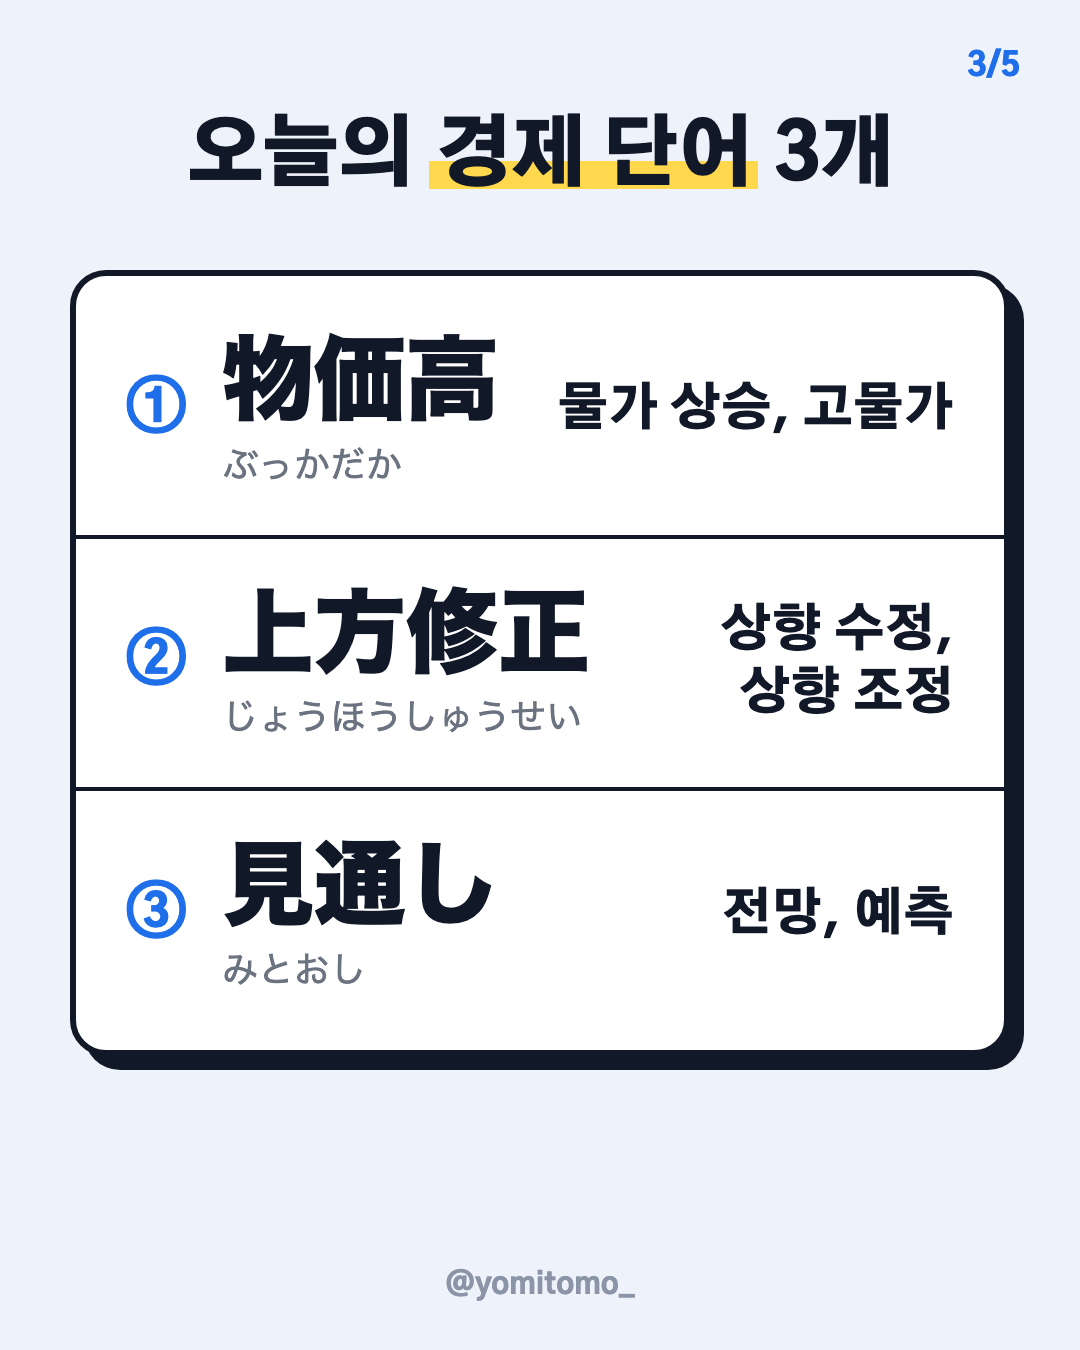 3/5
오늘의 경제 단어 3개
① 物価高 물가 상승, 고물가
ぶっかだか
② 上方修正 상향 수정,
상향 조정
じょうほうしゅうせい
③ 見通し 전망, 예측
みとおし
@yomitomo_